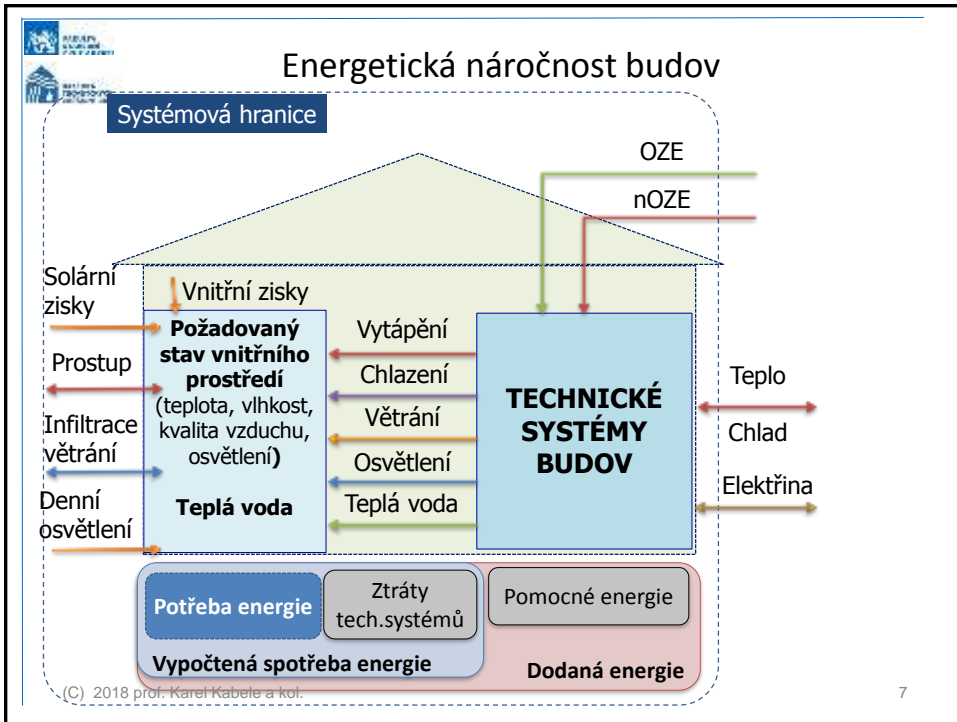 Energetická náročnost budov
Systémová hranice
OZE
nOZE
Solární
zisky
Vnitřní zisky
Prostup
Infiltrace
větrání
Denní
osvětlení
Požadovaný
stav vnitřního
prostředí
(teplota, vlhkost,
kvalita vzduchu,
osvětlení)
Teplá voda
Vytápění
Chlazení
Větrání
Osvětlení
Teplá voda
TECHNICKÉ
SYSTÉMY
BUDOV
Teplo
Chlad
Elektřina
Potřeba energie
Ztráty
tech.systémů
Pomocné energie
Vypočtená spotřeba energie
Dodaná energie
(C) 2018 prof. Karel Kabele a kol.
7